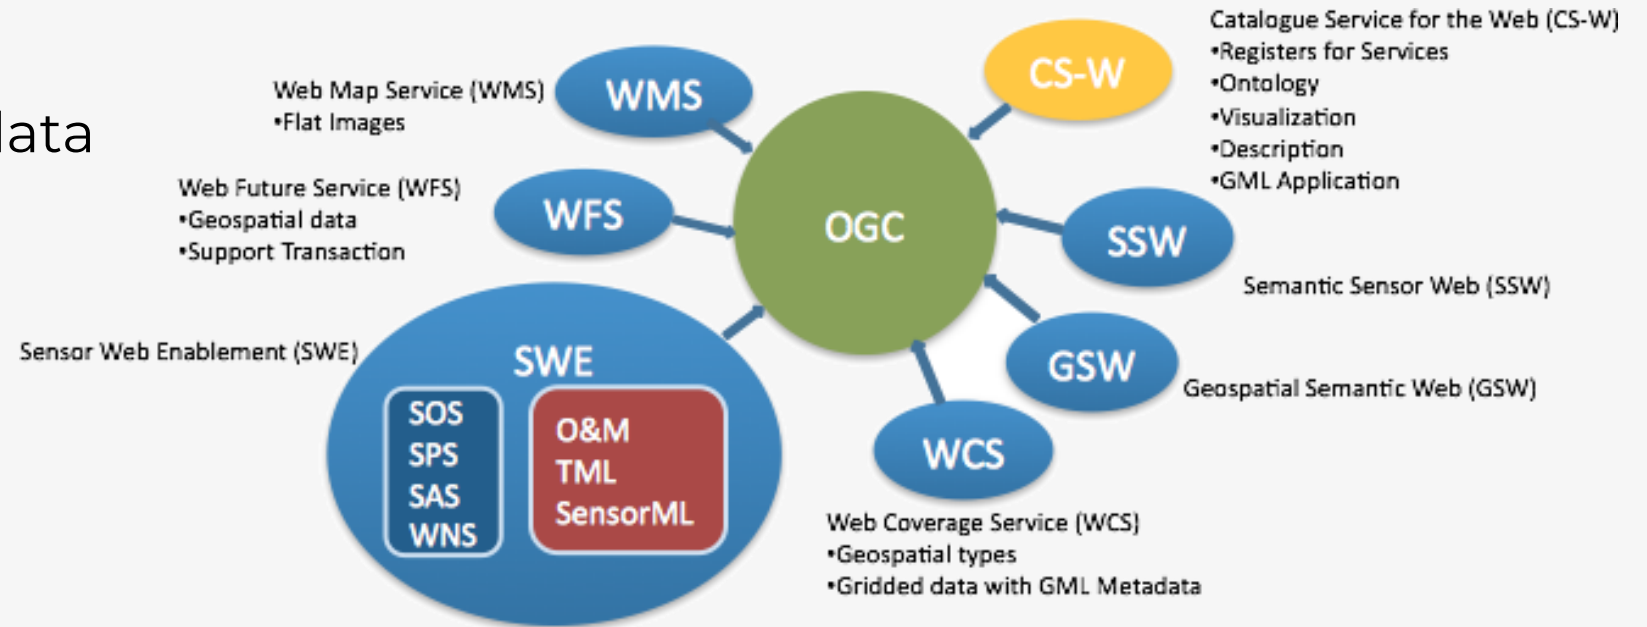 data
Web Map Service (WMS)
•Flat Images
WMS
Web Future Service (WFS)
•Geospatial data
•Support Transaction
WFS
Sensor Web Enablement (SWE)
SWE
SOS
SPS
SAS
WNS
O&M
TML
SensorML
OGC
CS-W
Catalogue Service for the Web (CS-W)
•Registers for Services
•Ontology
•Visualization
•Description
•GML Application
SSW
Semantic Sensor Web (SSW)
GSW
Geospatial Semantic Web (GSW)
WCS
Web Coverage Service (WCS)
•Geospatial types
•Gridded data with GML Metadata